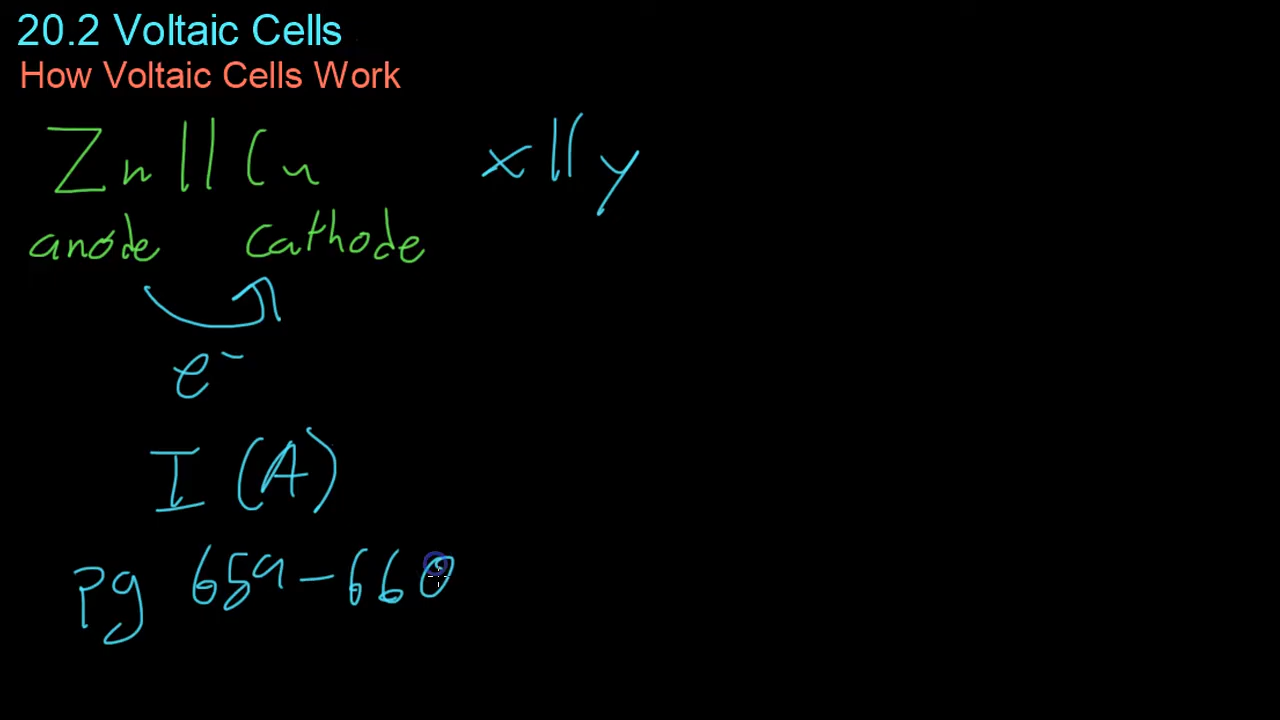 20.2 Voltaic Cells
How Voltaic Cells Work
Zn || Cu x || y
anode cathode
e⁻
I (A)
pg 659-660